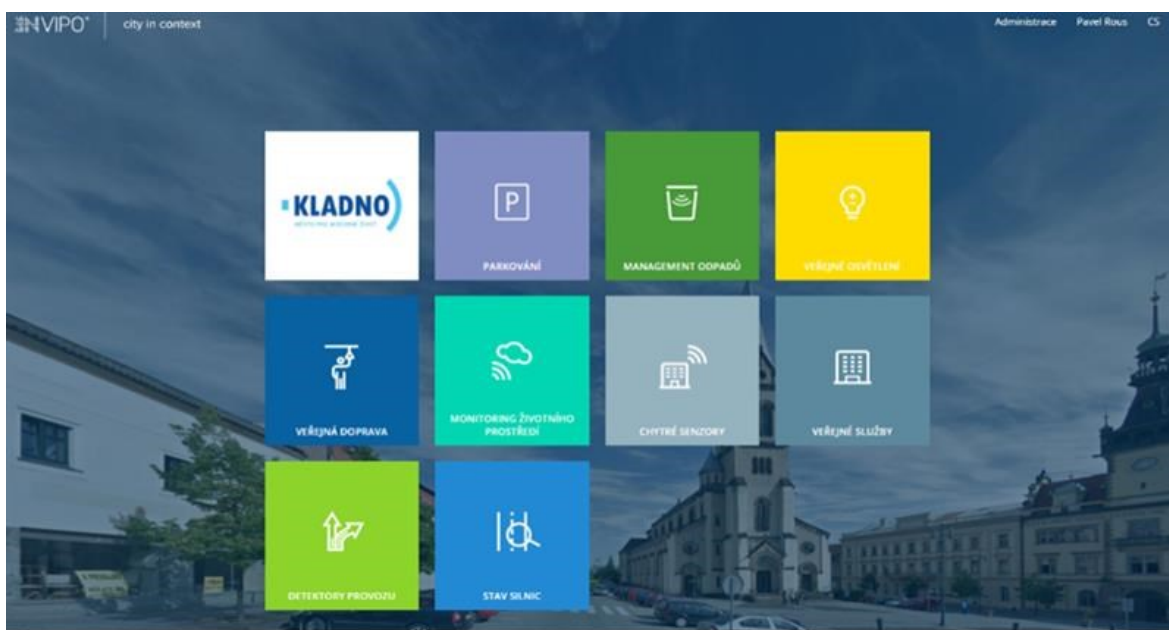 INVIPO
city in context
Administrace
Pavel Rous
CS
KLADNO
P
PARKOVÁNÍ
MANAGEMENT ODPADŮ
VEŘEJNÉ OSVĚTLENÍ
VEŘEJNÁ DOPRAVA
MONITORING ŽIVOTNÍHO
PROSTŘEDÍ
CHYTRÉ SENZORY
VEŘEJNÉ SLUŽBY
DETEKTORY PROVOZU
STAV SILNIC